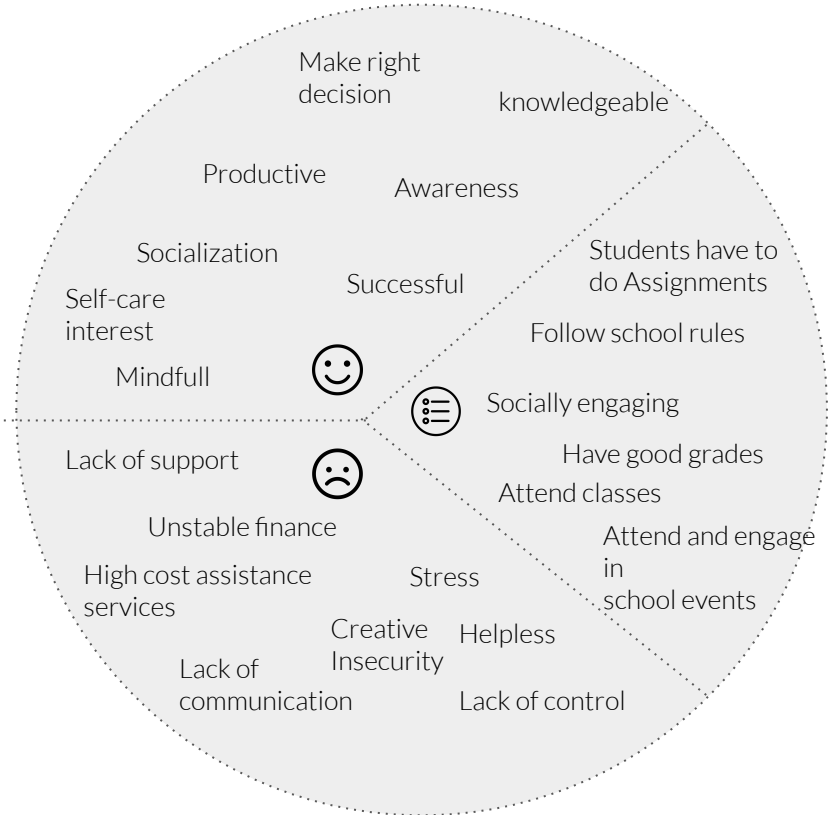 Make right
decision
knowledgeable
Productive
Awareness
Socialization
Successful
Self-care
interest
Mindfull
Students have to
do Assignments
Follow school rules
Socially engaging
Have good grades
Attend classes
Attend and engage
in
school events
Lack of support
Unstable finance
High cost assistance
services
Stress
Creative
Insecurity
Helpless
Lack of
communication
Lack of control